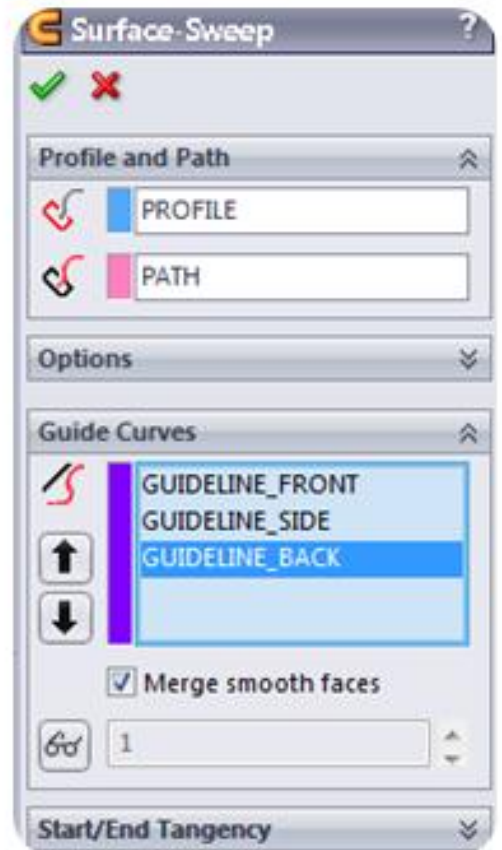 Surface-Sweep ?
Profile and Path
PROFILE
PATH
Options
Guide Curves
GUIDELINE_FRONT
GUIDELINE_SIDE
GUIDELINE_BACK
Merge smooth faces
1
Start/End Tangency